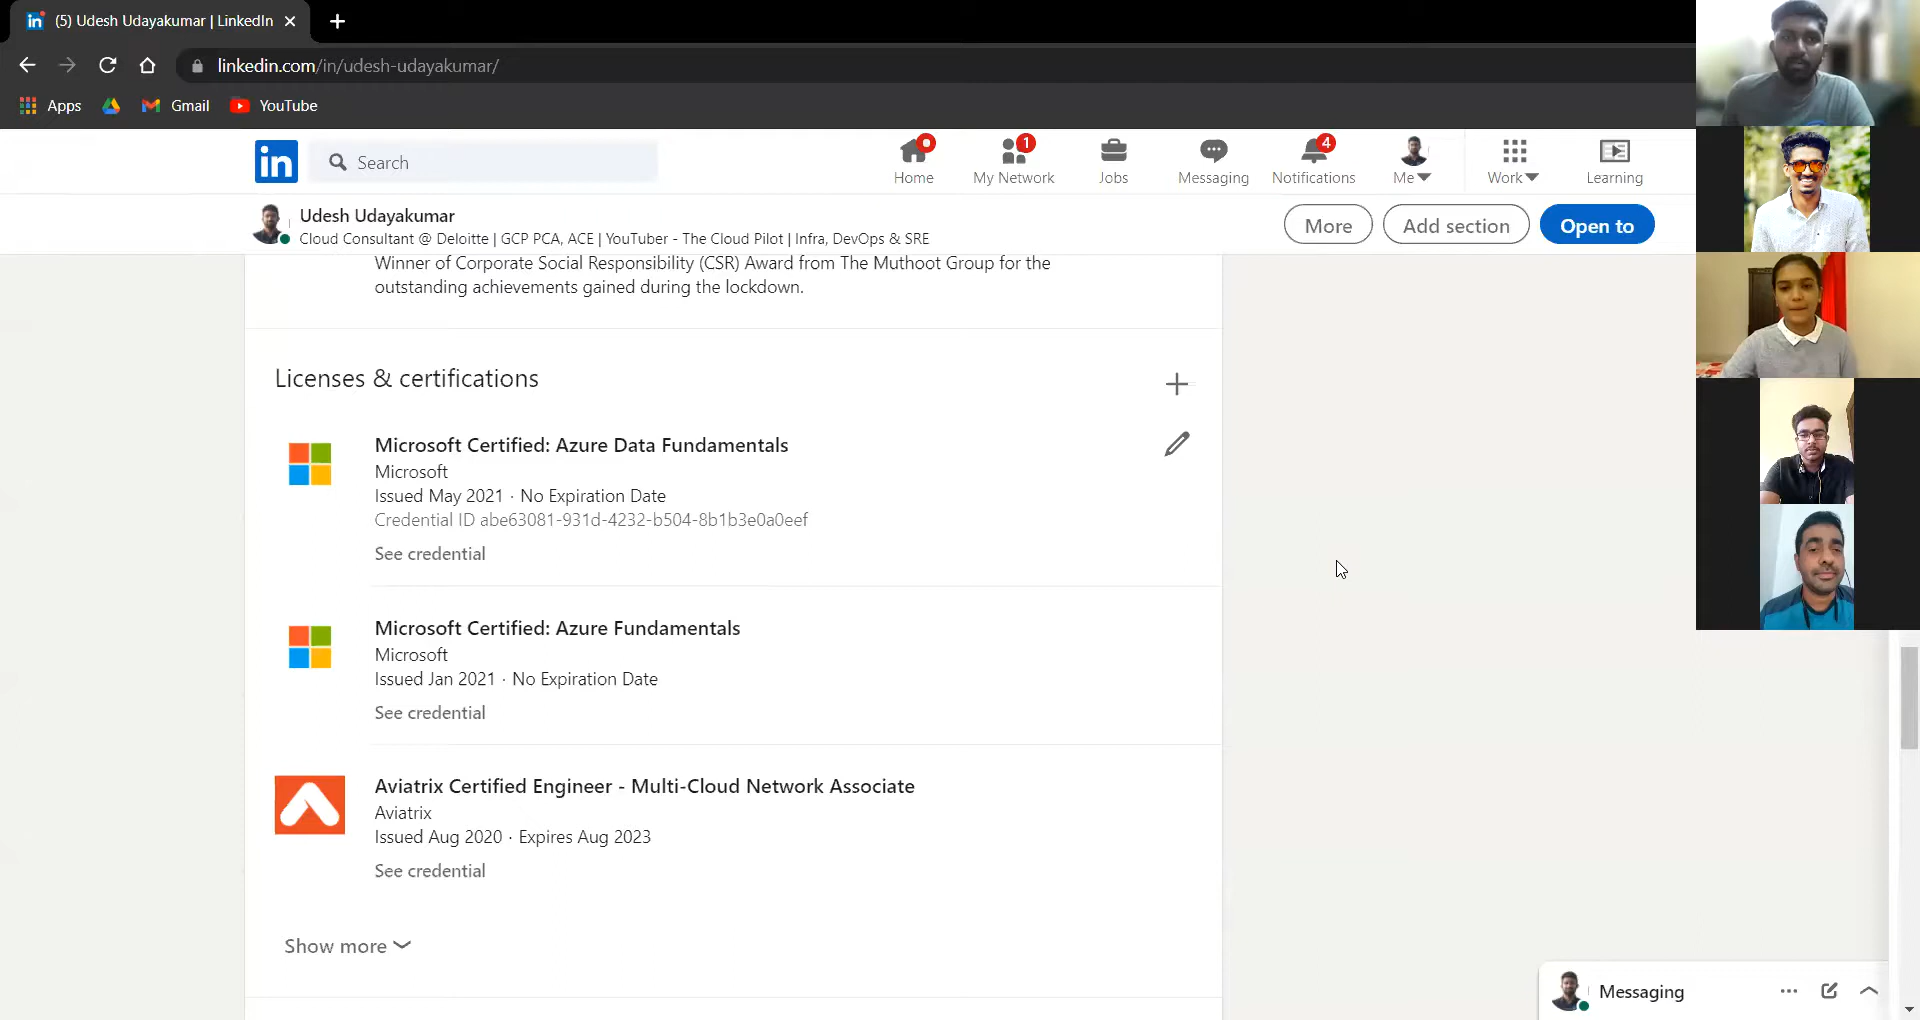 (5) Udesh Udayakumar | LinkedIn
linkedin.com/in/udesh-udayakumar/
Apps
Gmail
YouTube
in
Search
Home
1
My Network
Jobs
Messaging
4
Notifications
Me
Work
Learning
Udesh Udayakumar
Cloud Consultant @ Deloitte | GCP PCA, ACE | YouTuber - The Cloud Pilot | Infra, DevOps & SRE
More
Add section
Open to
Winner of Corporate Social Responsibility (CSR) Award from The Muthoot Group for the
outstanding achievements gained during the lockdown.
Licenses & certifications
Microsoft Certified: Azure Data Fundamentals
Microsoft
Issued May 2021 · No Expiration Date
Credential ID abe63081-931d-4232-b504-8b1b3e0a0eef
See credential
Microsoft Certified: Azure Fundamentals
Microsoft
Issued Jan 2021 · No Expiration Date
See credential
Aviatrix Certified Engineer - Multi-Cloud Network Associate
Aviatrix
Issued Aug 2020 · Expires Aug 2023
See credential
Show more
Messaging